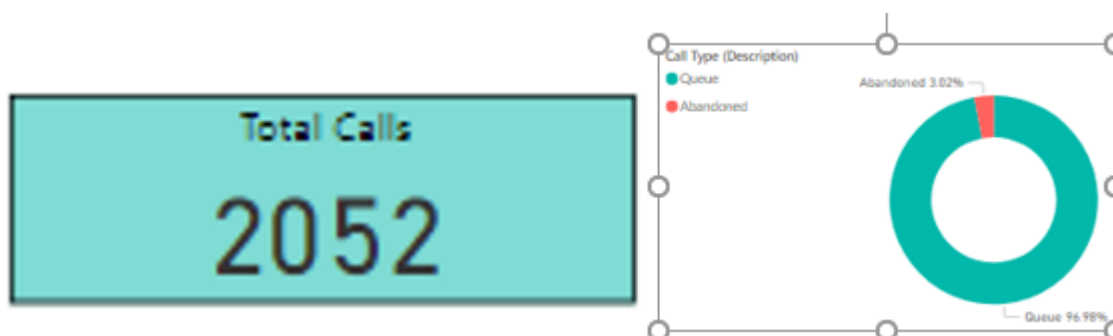 Total Calls
2052
Call Type (Description)
Queue
Abandoned
Abandoned 3.02%
Queue 96.98%